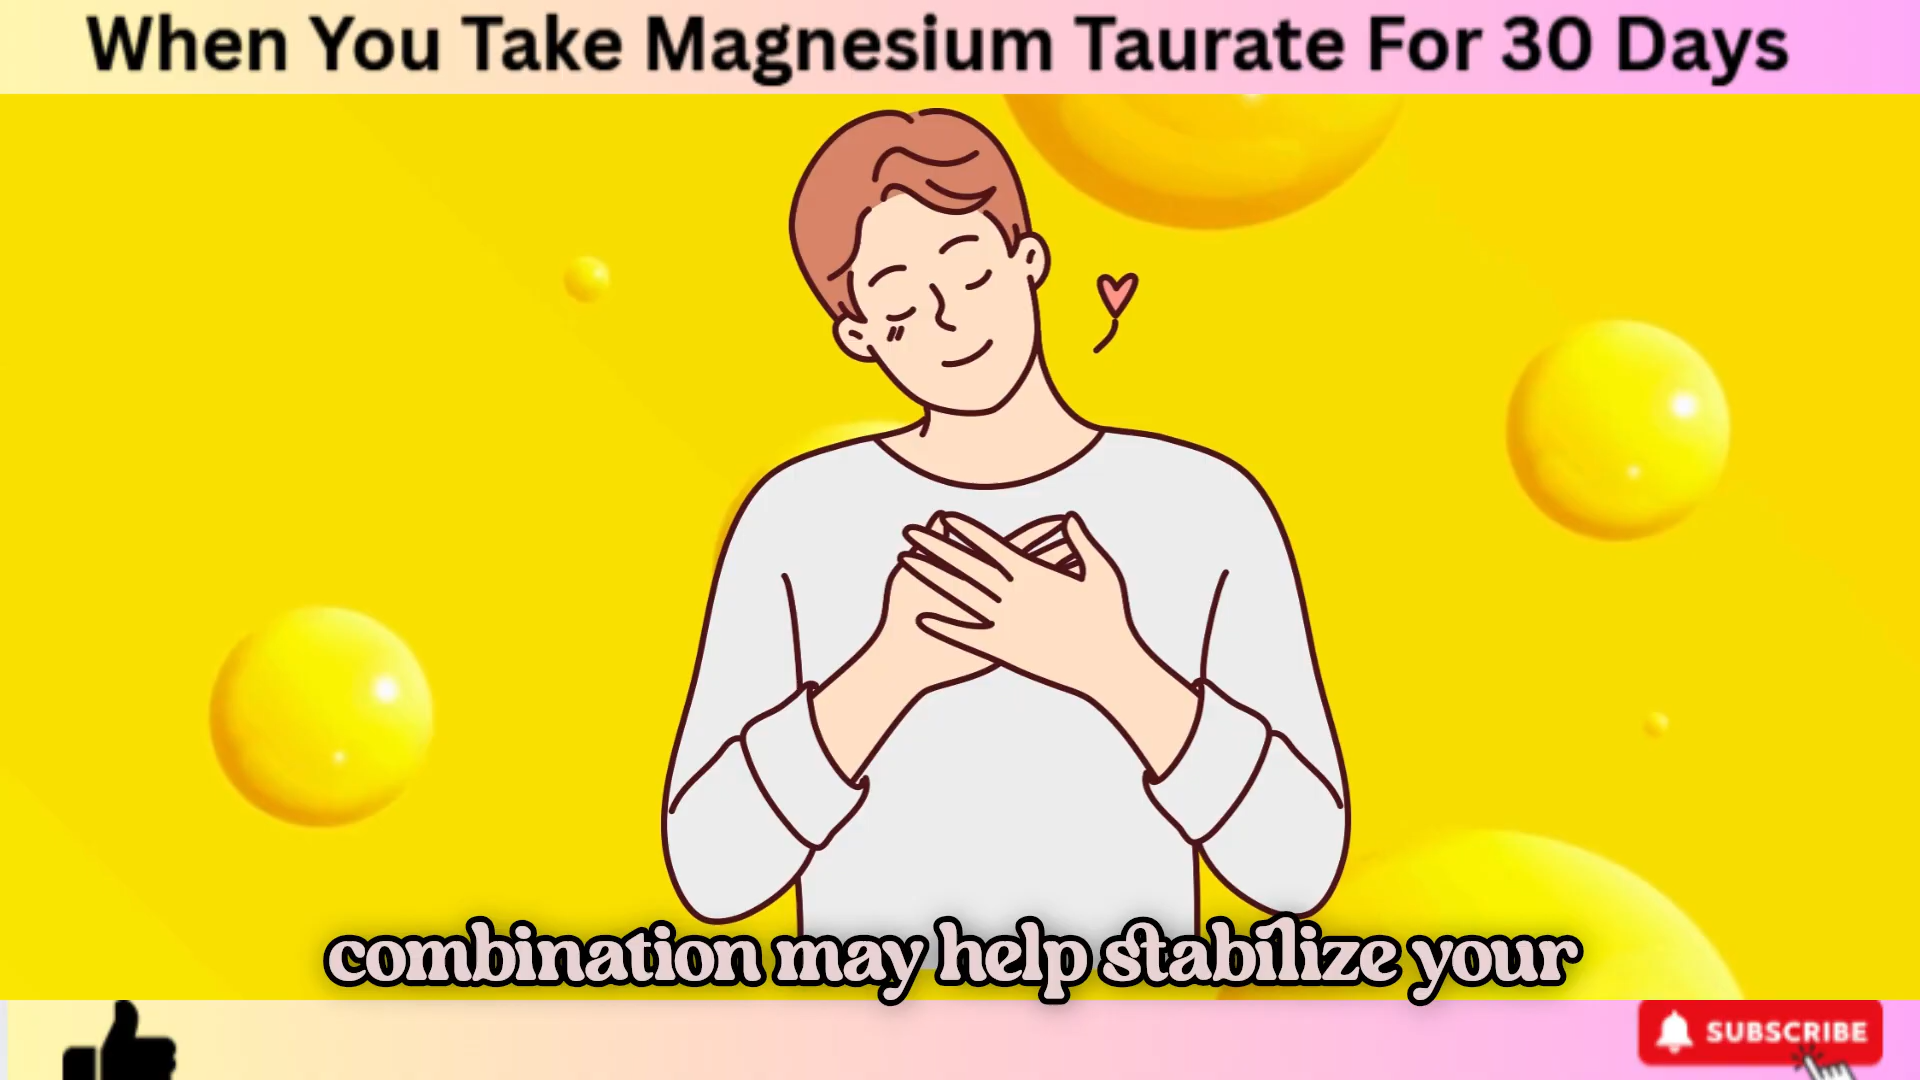 When You Take Magnesium Taurate For 30 Days
combination may help stabilize your
SUBSCRIBE